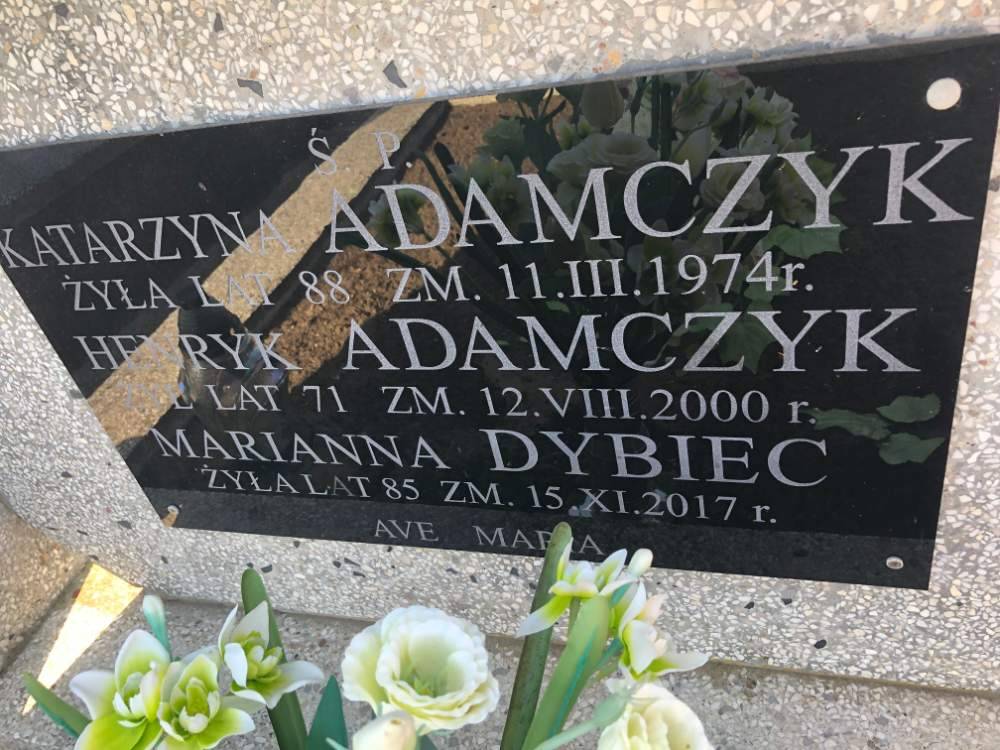 Ś. P.
KATARZYNA ADAMCZYK
ŻYŁA LAT 88 ZM. 11.III.1974r.
HENRYK ADAMCZYK
ŻYŁ LAT 71 ZM. 12.VIII.2000 r.
MARIANNA DYBIEC
ŻYŁA LAT 85 ZM. 15.XI.2017 r.
AVE MARIA